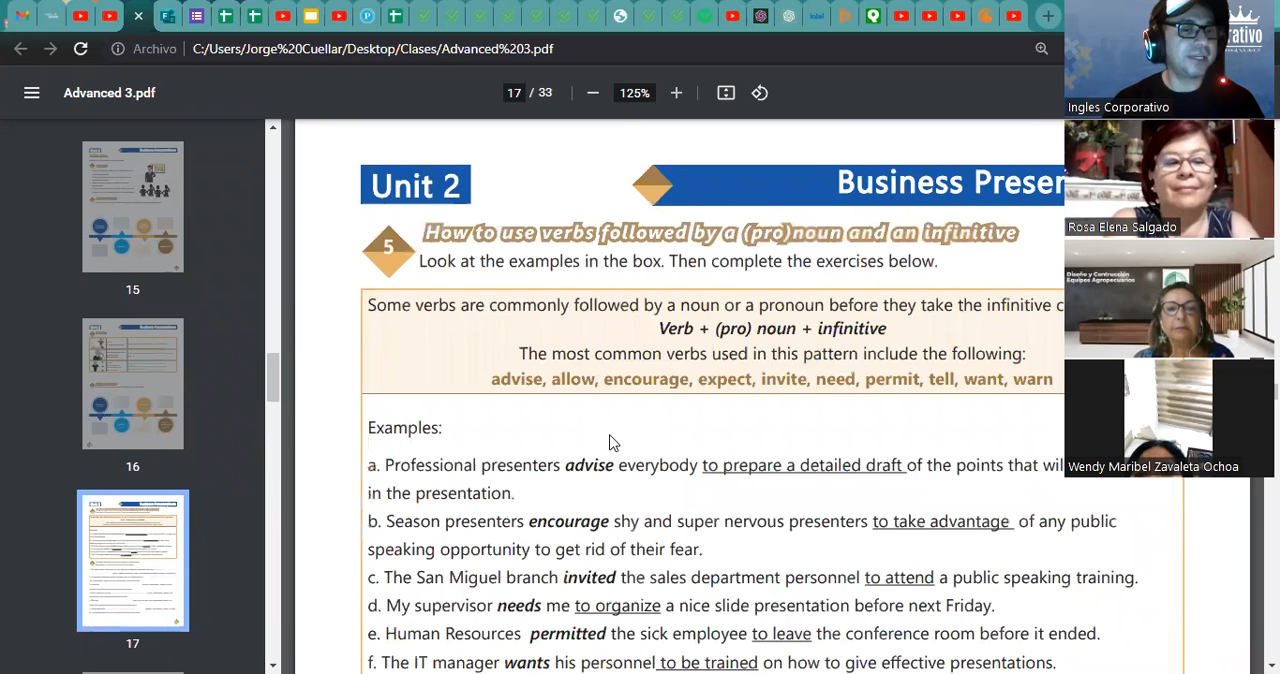 Archivo
C:/Users/Jorge%20Cuellar/Desktop/Clases/Advanced%203.pdf
Advanced 3.pdf
17 / 33
125%
15
16
17
Unit 2
Business Presen
5
How to use verbs followed by a (pro)noun and an infinitive
Look at the examples in the box. Then complete the exercises below.
Some verbs are commonly followed by a noun or a pronoun before they take the infinitive c
Verb + (pro) noun + infinitive
The most common verbs used in this pattern include the following:
advise, allow, encourage, expect, invite, need, permit, tell, want, warn
Examples:
a. Professional presenters advise everybody to prepare a detailed draft of the points that wil
in the presentation.
b. Season presenters encourage shy and super nervous presenters to take advantage of any public
speaking opportunity to get rid of their fear.
c. The San Miguel branch invited the sales department personnel to attend a public speaking training.
d. My supervisor needs me to organize a nice slide presentation before next Friday.
e. Human Resources permitted the sick employee to leave the conference room before it ended.
f. The IT manager wants his personnel to be trained on how to give effective presentations.
rativo
Ingles Corporativo
Rosa Elena Salgado
Diseño y Contrucción
Equipos Agropecuarios
Wendy Maribel Zavaleta Ochoa